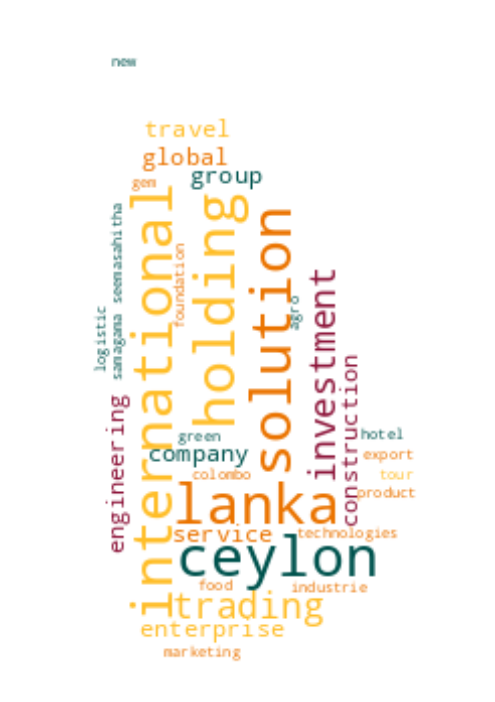 new
travel
global
group
gem
international
holding
solution
samagama seemasahitha
foundation
logistic
agro
investment
construction
engineering
green
hotel
company
export
colombo
tour
lanka
product
service
technologies
ceylon
food
industrie
trading
enterprise
marketing